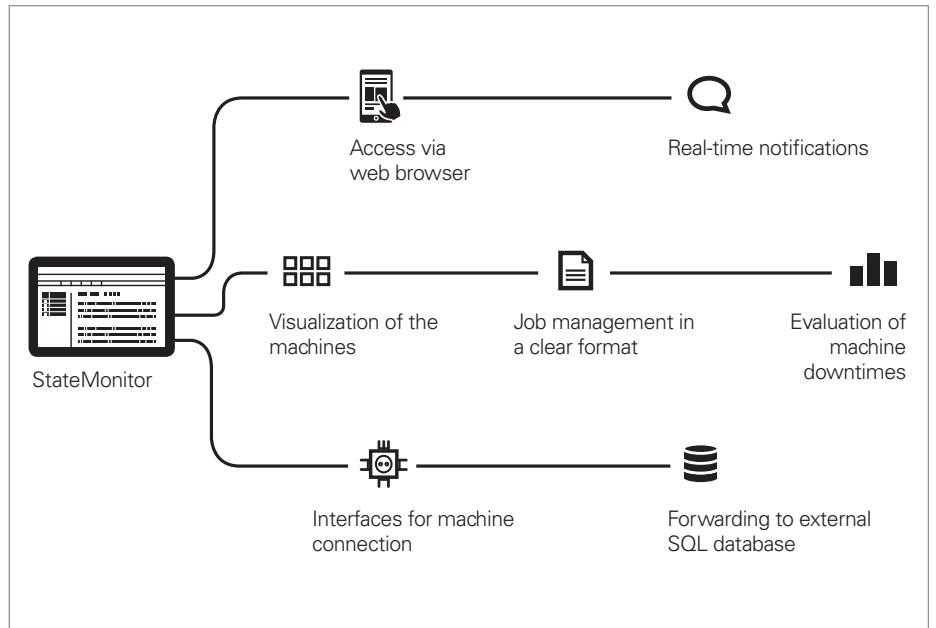 Access via
web browser
Real-time notifications
Visualization of the
machines
Job management in
a clear format
Evaluation of
machine
downtimes
StateMonitor
Interfaces for machine
connection
Forwarding to external
SQL database